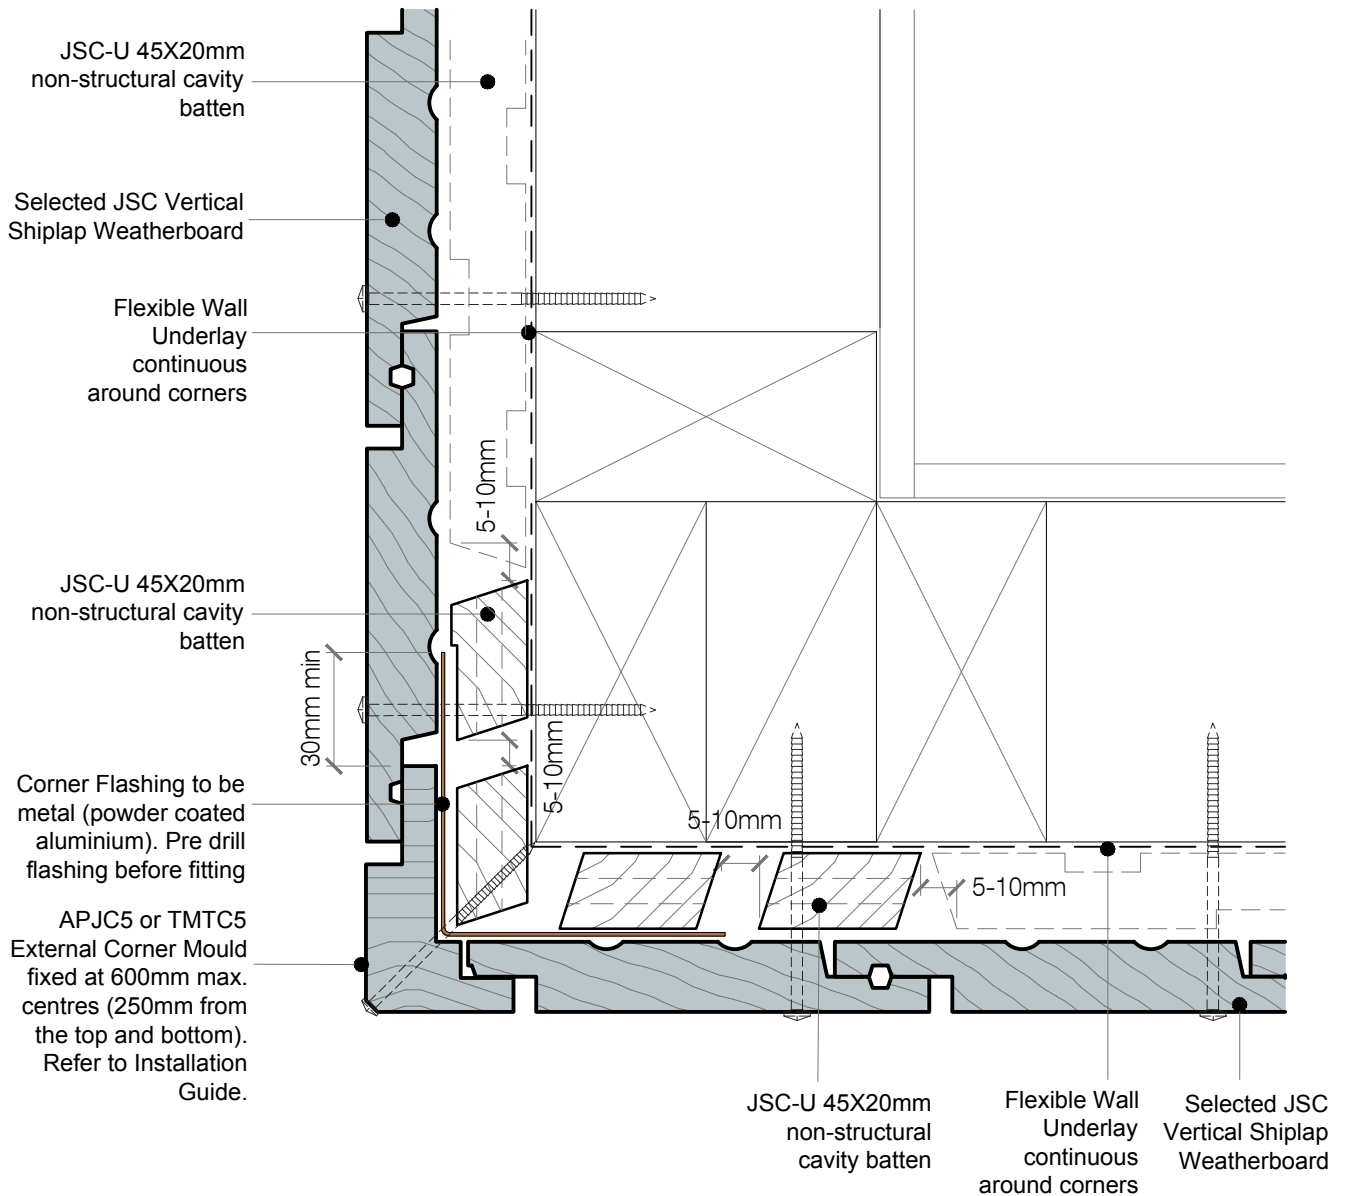 JSC-U 45X20mm
non-structural cavity
batten
Selected JSC Vertical
Shiplap Weatherboard
Flexible Wall
Underlay
continuous
around corners
5-10mm
JSC-U 45X20mm
non-structural cavity
batten
30mm min
5-10mm
Corner Flashing to be
metal (powder coated
aluminium). Pre drill
flashing before fitting
5-10mm
5-10mm
APJC5 or TMTC5
External Corner Mould
fixed at 600mm max.
centres (250mm from
the top and bottom).
Refer to Installation
Guide.
JSC-U 45X20mm
non-structural
cavity batten
Flexible Wall
Underlay
continuous
around corners
Selected JSC
Vertical Shiplap
Weatherboard